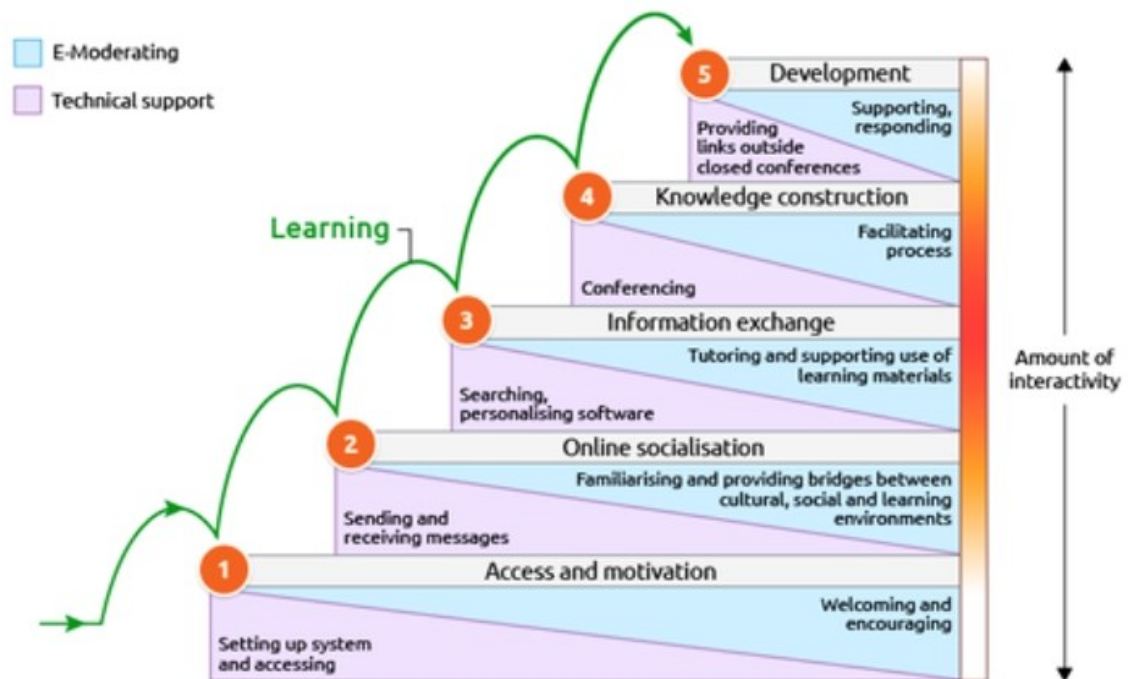 E-Moderating
Technical support
Learning
5
Development
Supporting,
responding
Providing
links outside
closed conferences
4
Knowledge construction
Facilitating
process
Conferencing
3
Information exchange
Tutoring and supporting use of
learning materials
Searching,
personalising software
2
Online socialisation
Familiarising and providing bridges between
cultural, social and learning
environments
Sending and
receiving messages
1
Access and motivation
Welcoming and
encouraging
Setting up system
and accessing
Amount of
interactivity